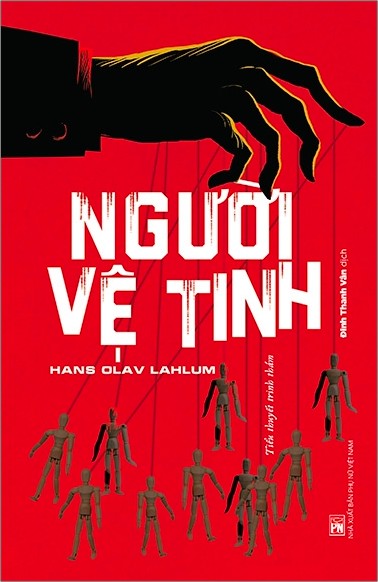 NGƯỜI
VỆ TINH
HANS OLAV LAHLUM
Đinh Thanh Vân dịch
Tiểu thuyết trinh thám
NHÀ XUẤT BẢN PHỤ NỮ VIỆT NAM
PN